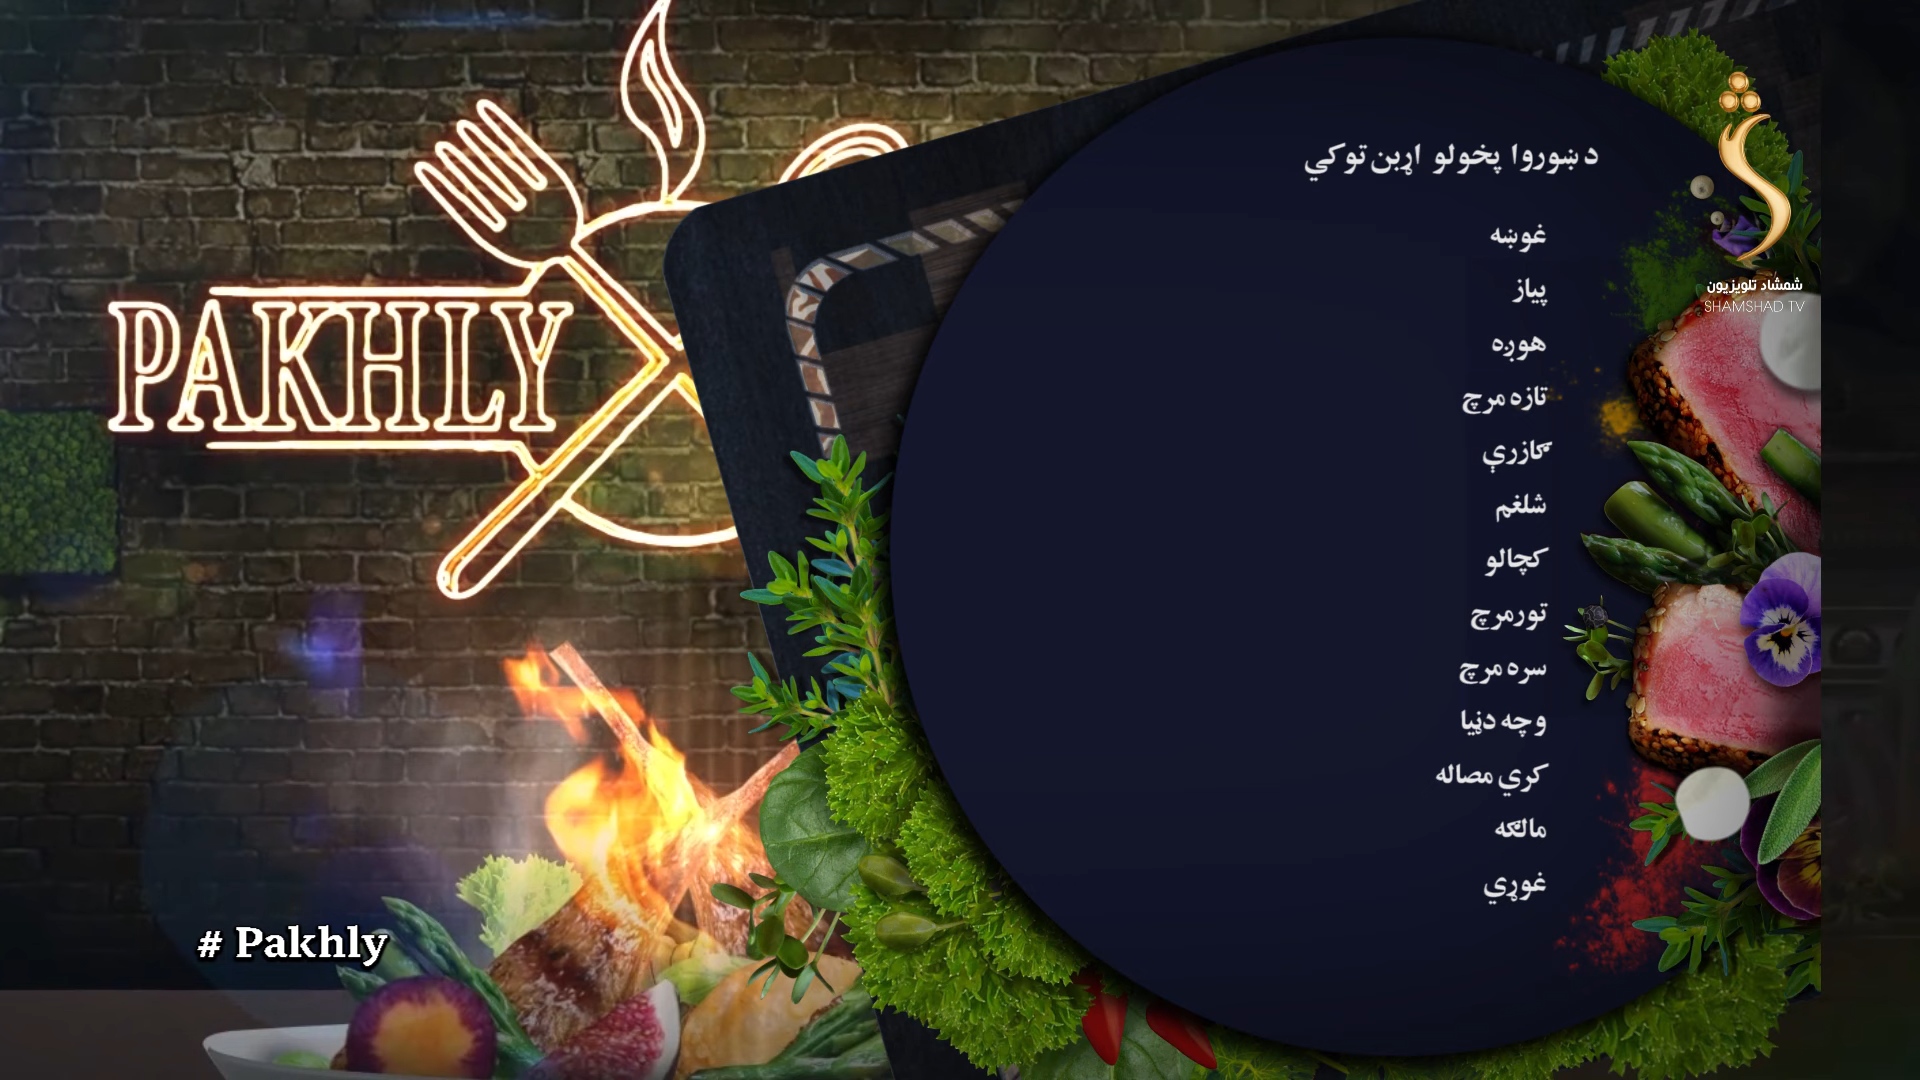 PAKHLY
د ښوروا پخولو اړین توکي
غوښه
پیاز
هوږه
تازه مرچ
ګازرې
شلغم
کچالو
تورمرچ
سره مرچ
وچه دڼیا
کري مصاله
مالګه
غوړي
شمشاد تلویزیون
SHAMSHAD TV
# Pakhly